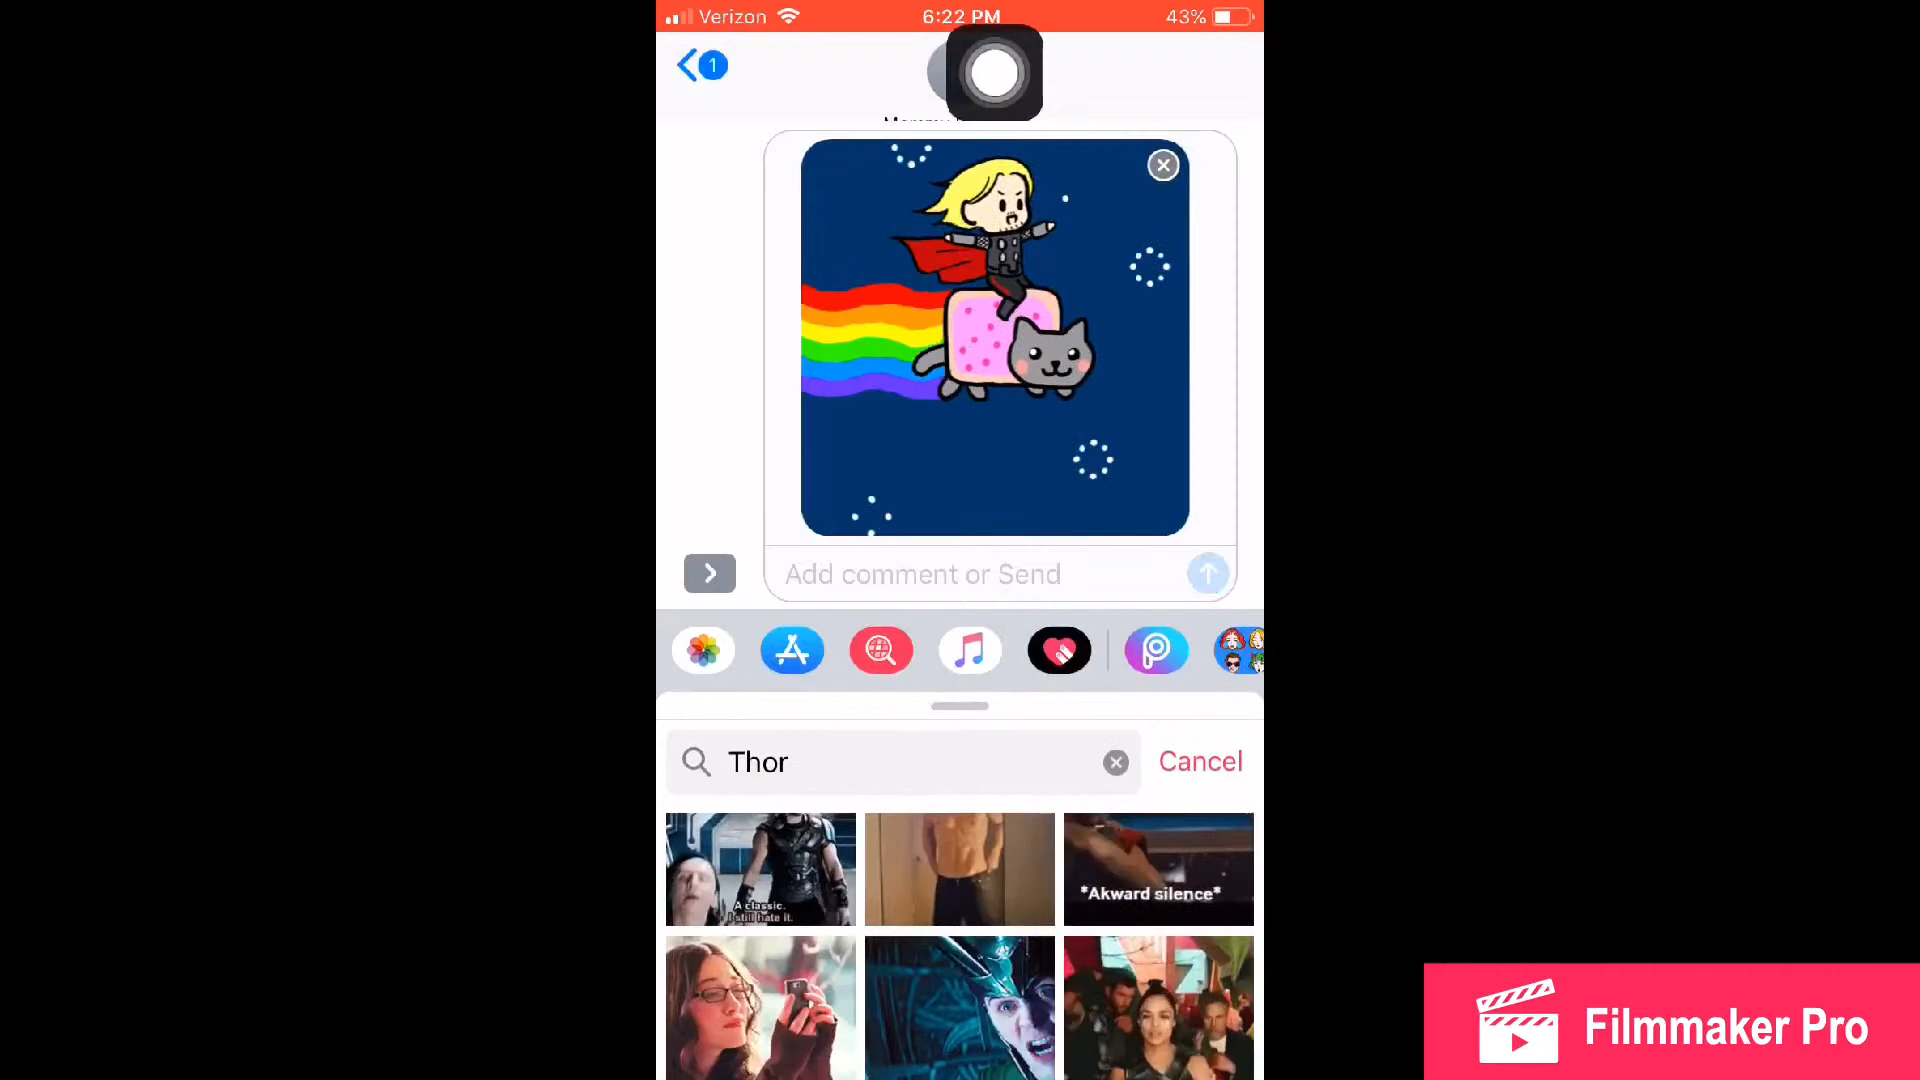 Verizon 6:22 PM 43%
1
Add comment or Send
Thor Cancel
A classic.
I still hate it.
*Akward silence*
Filmmaker Pro